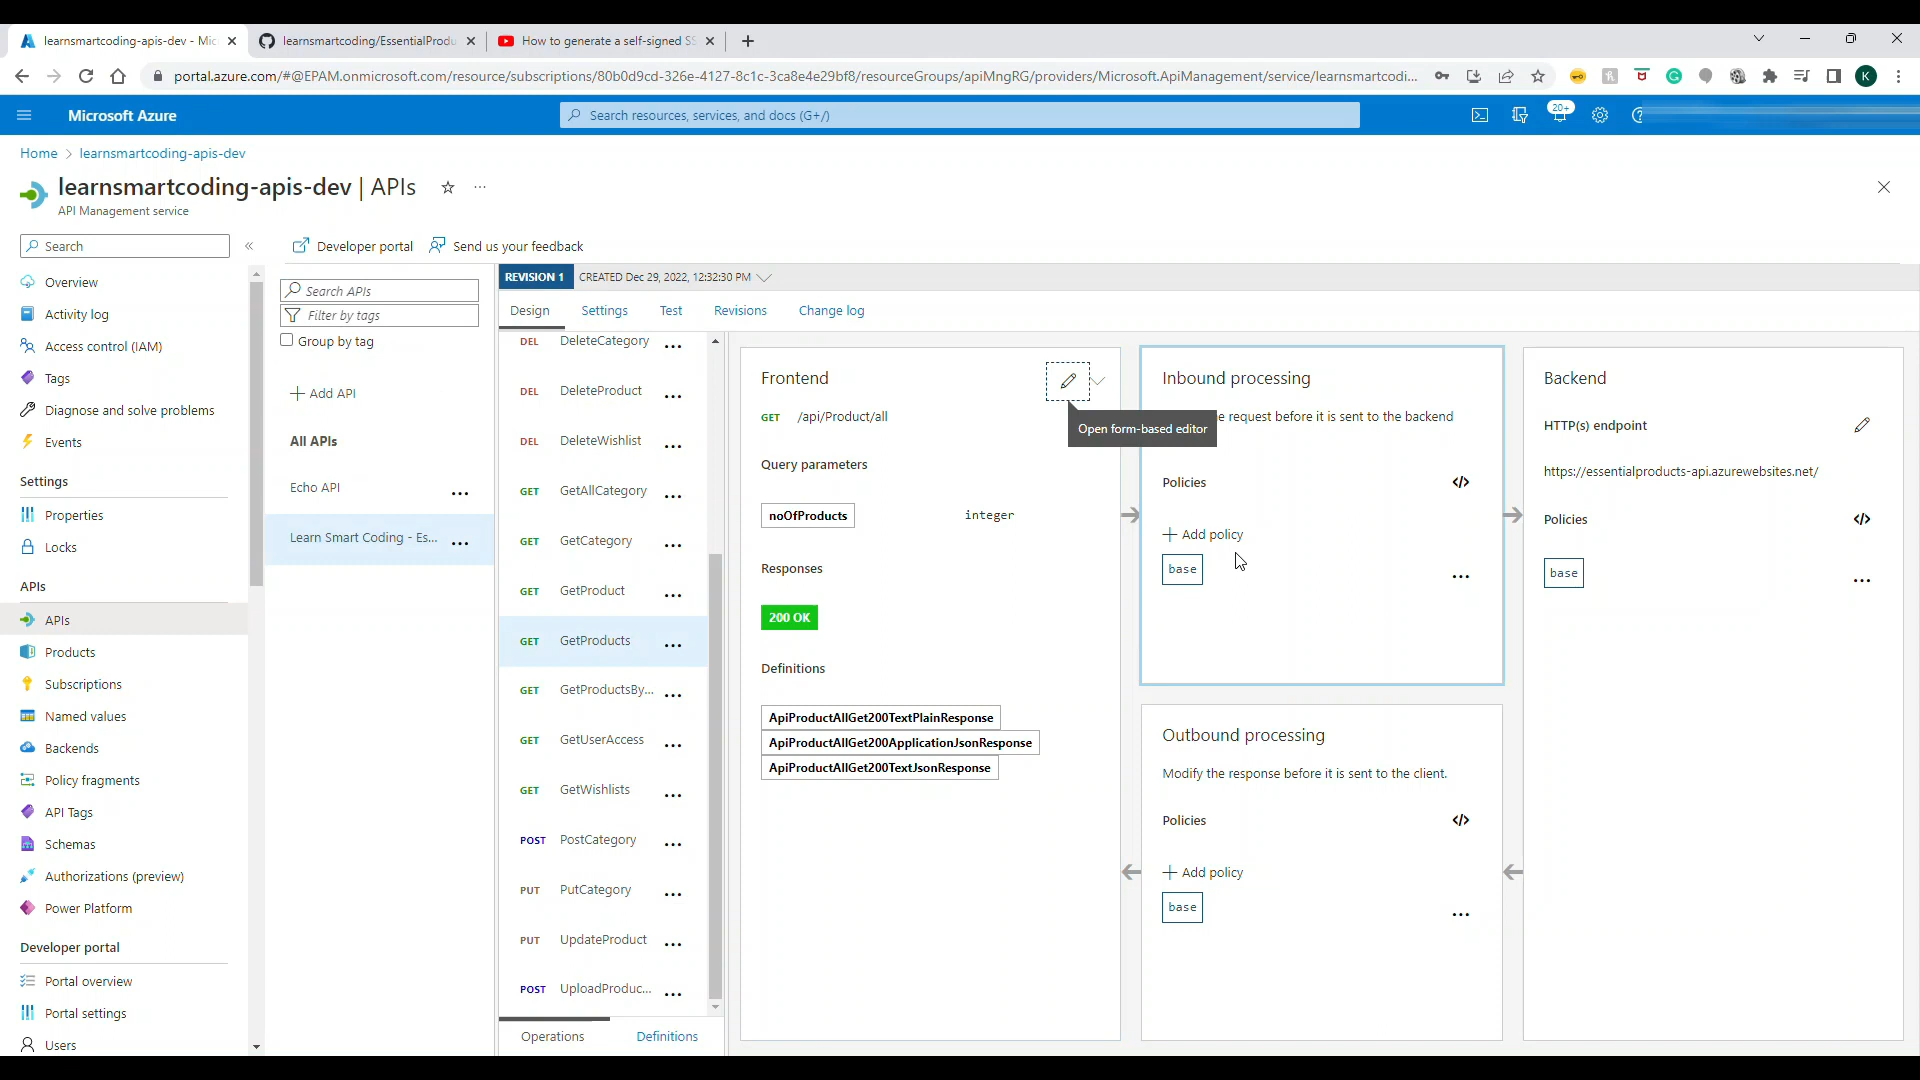 learnsmartcoding-apis-dev - Mic
learnsmartcoding/EssentialProdu
How to generate a self-signed SS
portal.azure.com/#@EPAM.onmicrosoft.com/resource/subscriptions/80b0d9cd-326e-4127-8c1c-3ca8e4e29bf8/resourceGroups/apiMngRG/providers/Microsoft.ApiManagement/service/learnsmartcodi...
K
Microsoft Azure
Search resources, services, and docs (G+/)
20+
Home > learnsmartcoding-apis-dev
learnsmartcoding-apis-dev | APIs
API Management service
Search
Developer portal
Send us your feedback
Overview
Activity log
Access control (IAM)
Tags
Diagnose and solve problems
Events
Settings
Properties
Locks
APIs
APIs
Products
Subscriptions
Named values
Backends
Policy fragments
API Tags
Schemas
Authorizations (preview)
Power Platform
Developer portal
Portal overview
Portal settings
Users
Search APIs
Filter by tags
Group by tag
Add API
All APIs
Echo API
Learn Smart Coding - Es...
REVISION 1 CREATED Dec 29, 2022, 12:32:30 PM
Design Settings Test Revisions Change log
DEL DeleteCategory
DEL DeleteProduct
DEL DeleteWishlist
GET GetAllCategory
GET GetCategory
GET GetProduct
GET GetProducts
GET GetProductsBy...
GET GetUserAccess
GET GetWishlists
POST PostCategory
PUT PutCategory
PUT UpdateProduct
POST UploadProduc...
Operations Definitions
Frontend
GET /api/Product/all
Open form-based editor
Query parameters
noOfProducts integer
Responses
200 OK
Definitions
ApiProductAllGet200TextPlainResponse
ApiProductAllGet200ApplicationJsonResponse
ApiProductAllGet200TextJsonResponse
Inbound processing
request before it is sent to the backend
Policies </>
+ Add policy
base
Outbound processing
Modify the response before it is sent to the client.
Policies </>
+ Add policy
base
Backend
HTTP(s) endpoint
https://essentialproducts-api.azurewebsites.net/
Policies </>
base